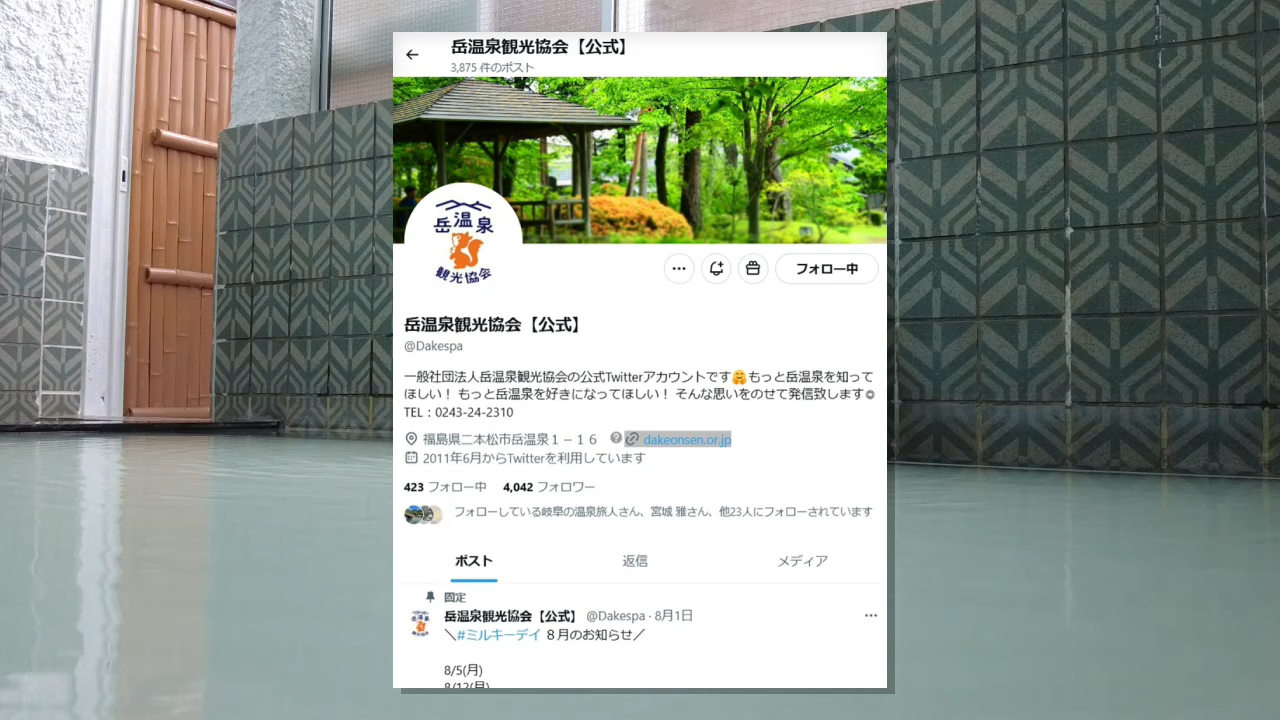 岳温泉観光協会【公式】
3,875 件のポスト
岳温泉
観光協会
フォロー中
岳温泉観光協会【公式】
@Dakespa
一般社団法人岳温泉観光協会の公式Twitterアカウントです🤗もっと岳温泉を知って
ほしい！ もっと岳温泉を好きになってほしい！ そんな思いをのせて発信致します◎
TEL：0243-24-2310
福島県二本松市岳温泉１－１６ dakeonsen.or.jp
2011年6月からTwitterを利用しています
423 フォロー中 4,042 フォロワー
フォローしている岐阜の温泉旅人さん、宮城 雅さん、他23人にフォローされています
ポスト 返信 メディア
固定
岳温泉観光協会【公式】 @Dakespa · 8月1日
＼#ミルキーデイ ８月のお知らせ／
8/5(月)
8/12(月)